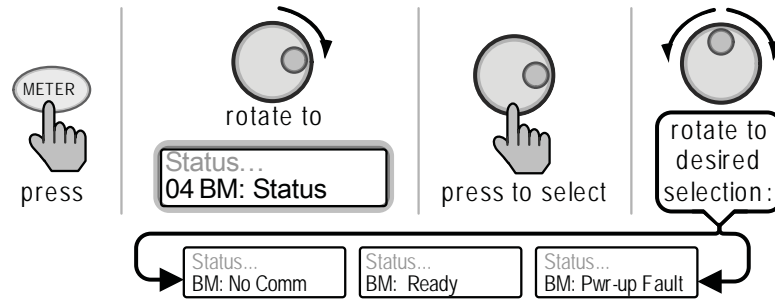 METER
press
rotate to
Status...
04 BM: Status
press to select
rotate to
desired
selection:
Status...
BM: No Comm
Status...
BM: Ready
Status...
BM: Pwr-up Fault